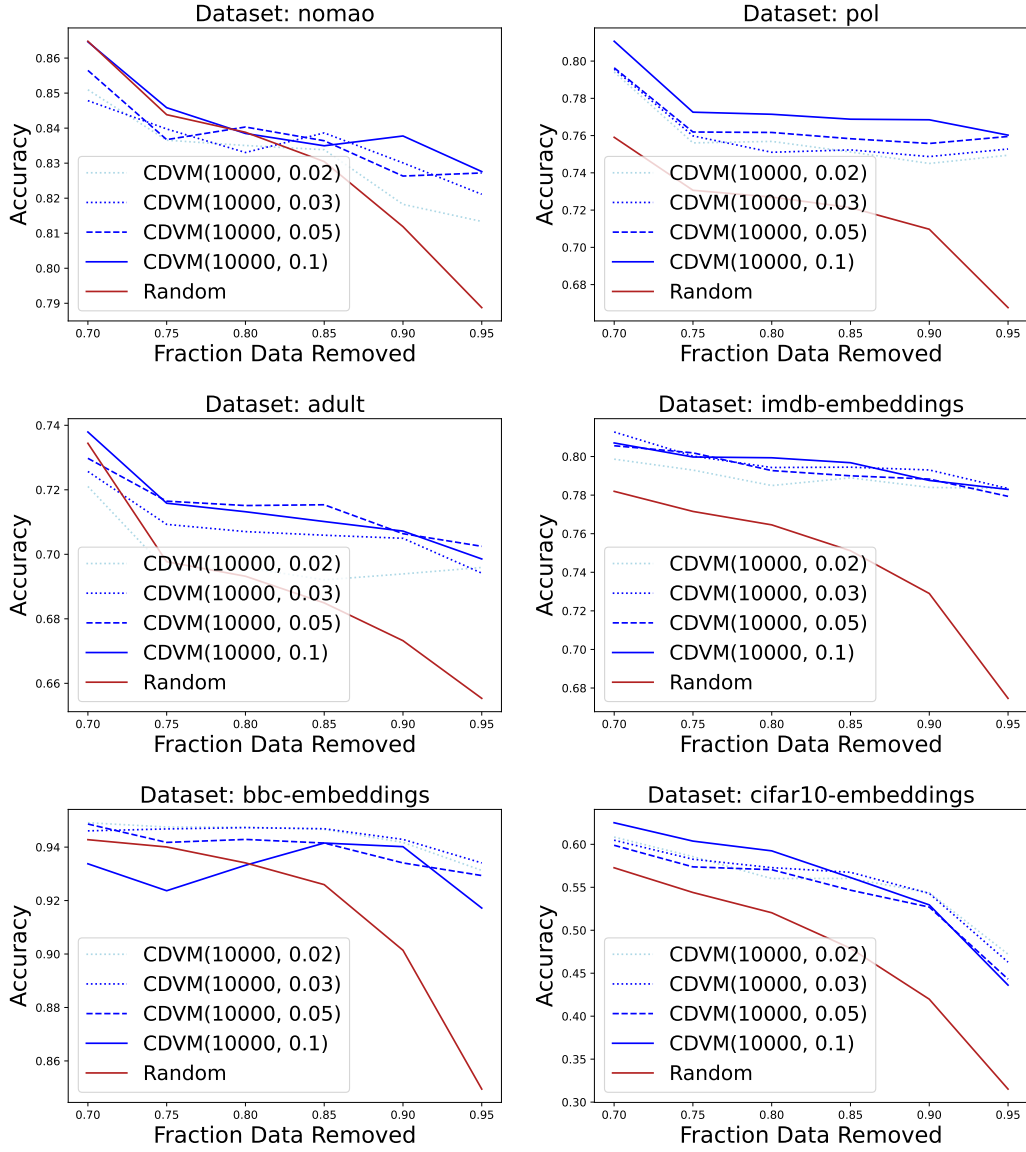 Dataset: nomao
Accuracy
0.86
0.85
0.84
0.83
0.82
0.81
0.80
0.79
CDVM(10000, 0.02)
CDVM(10000, 0.03)
CDVM(10000, 0.05)
CDVM(10000, 0.1)
Random
0.70 0.75 0.80 0.85 0.90 0.95
Fraction Data Removed
Dataset: pol
Accuracy
0.80
0.78
0.76
0.74
0.72
0.70
0.68
CDVM(10000, 0.02)
CDVM(10000, 0.03)
CDVM(10000, 0.05)
CDVM(10000, 0.1)
Random
0.70 0.75 0.80 0.85 0.90 0.95
Fraction Data Removed
Dataset: adult
Accuracy
0.74
0.72
0.70
0.68
0.66
CDVM(10000, 0.02)
CDVM(10000, 0.03)
CDVM(10000, 0.05)
CDVM(10000, 0.1)
Random
0.70 0.75 0.80 0.85 0.90 0.95
Fraction Data Removed
Dataset: imdb-embeddings
Accuracy
0.80
0.78
0.76
0.74
0.72
0.70
0.68
CDVM(10000, 0.02)
CDVM(10000, 0.03)
CDVM(10000, 0.05)
CDVM(10000, 0.1)
Random
0.70 0.75 0.80 0.85 0.90 0.95
Fraction Data Removed
Dataset: bbc-embeddings
Accuracy
0.94
0.92
0.90
0.88
0.86
CDVM(10000, 0.02)
CDVM(10000, 0.03)
CDVM(10000, 0.05)
CDVM(10000, 0.1)
Random
0.70 0.75 0.80 0.85 0.90 0.95
Fraction Data Removed
Dataset: cifar10-embeddings
Accuracy
0.60
0.55
0.50
0.45
0.40
0.35
0.30
CDVM(10000, 0.02)
CDVM(10000, 0.03)
CDVM(10000, 0.05)
CDVM(10000, 0.1)
Random
0.70 0.75 0.80 0.85 0.90 0.95
Fraction Data Removed